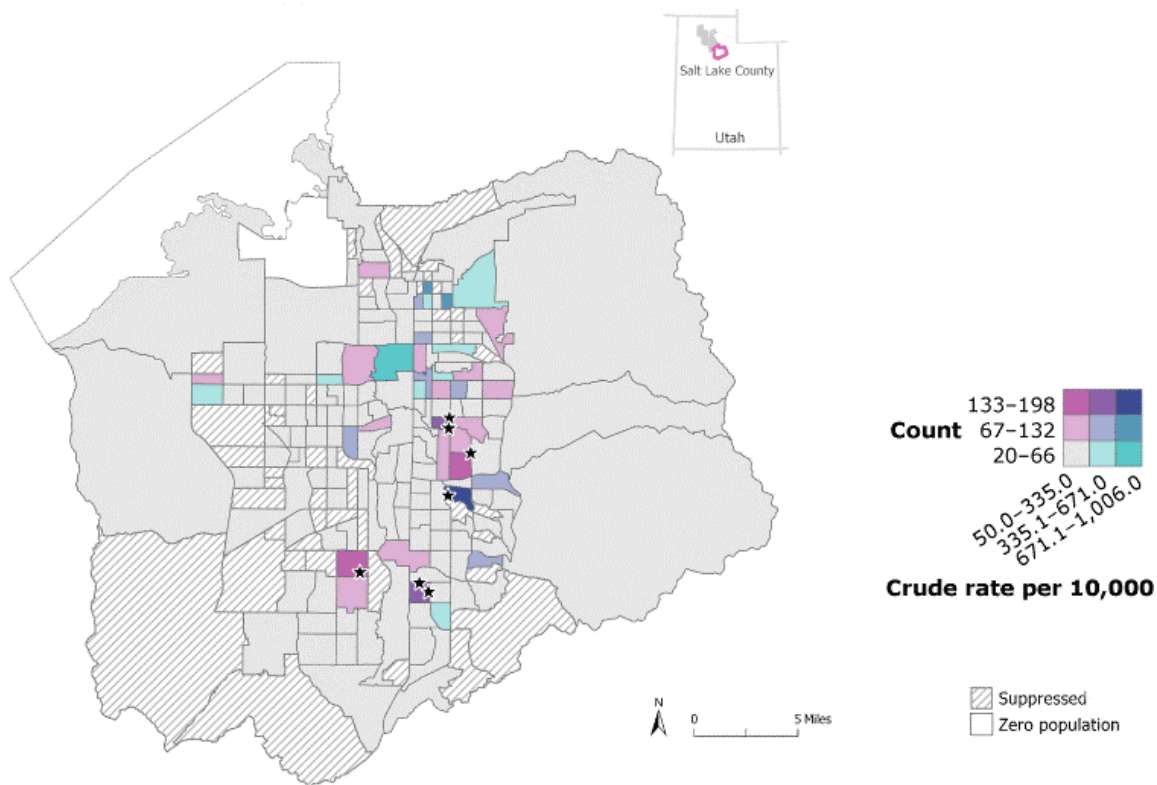 Salt Lake County
Utah
133–198
Count 67–132
20–66
50.0–335.0
335.1–671.0
671.1–1,006.0
Crude rate per 10,000
Suppressed
Zero population
N
0 5 Miles